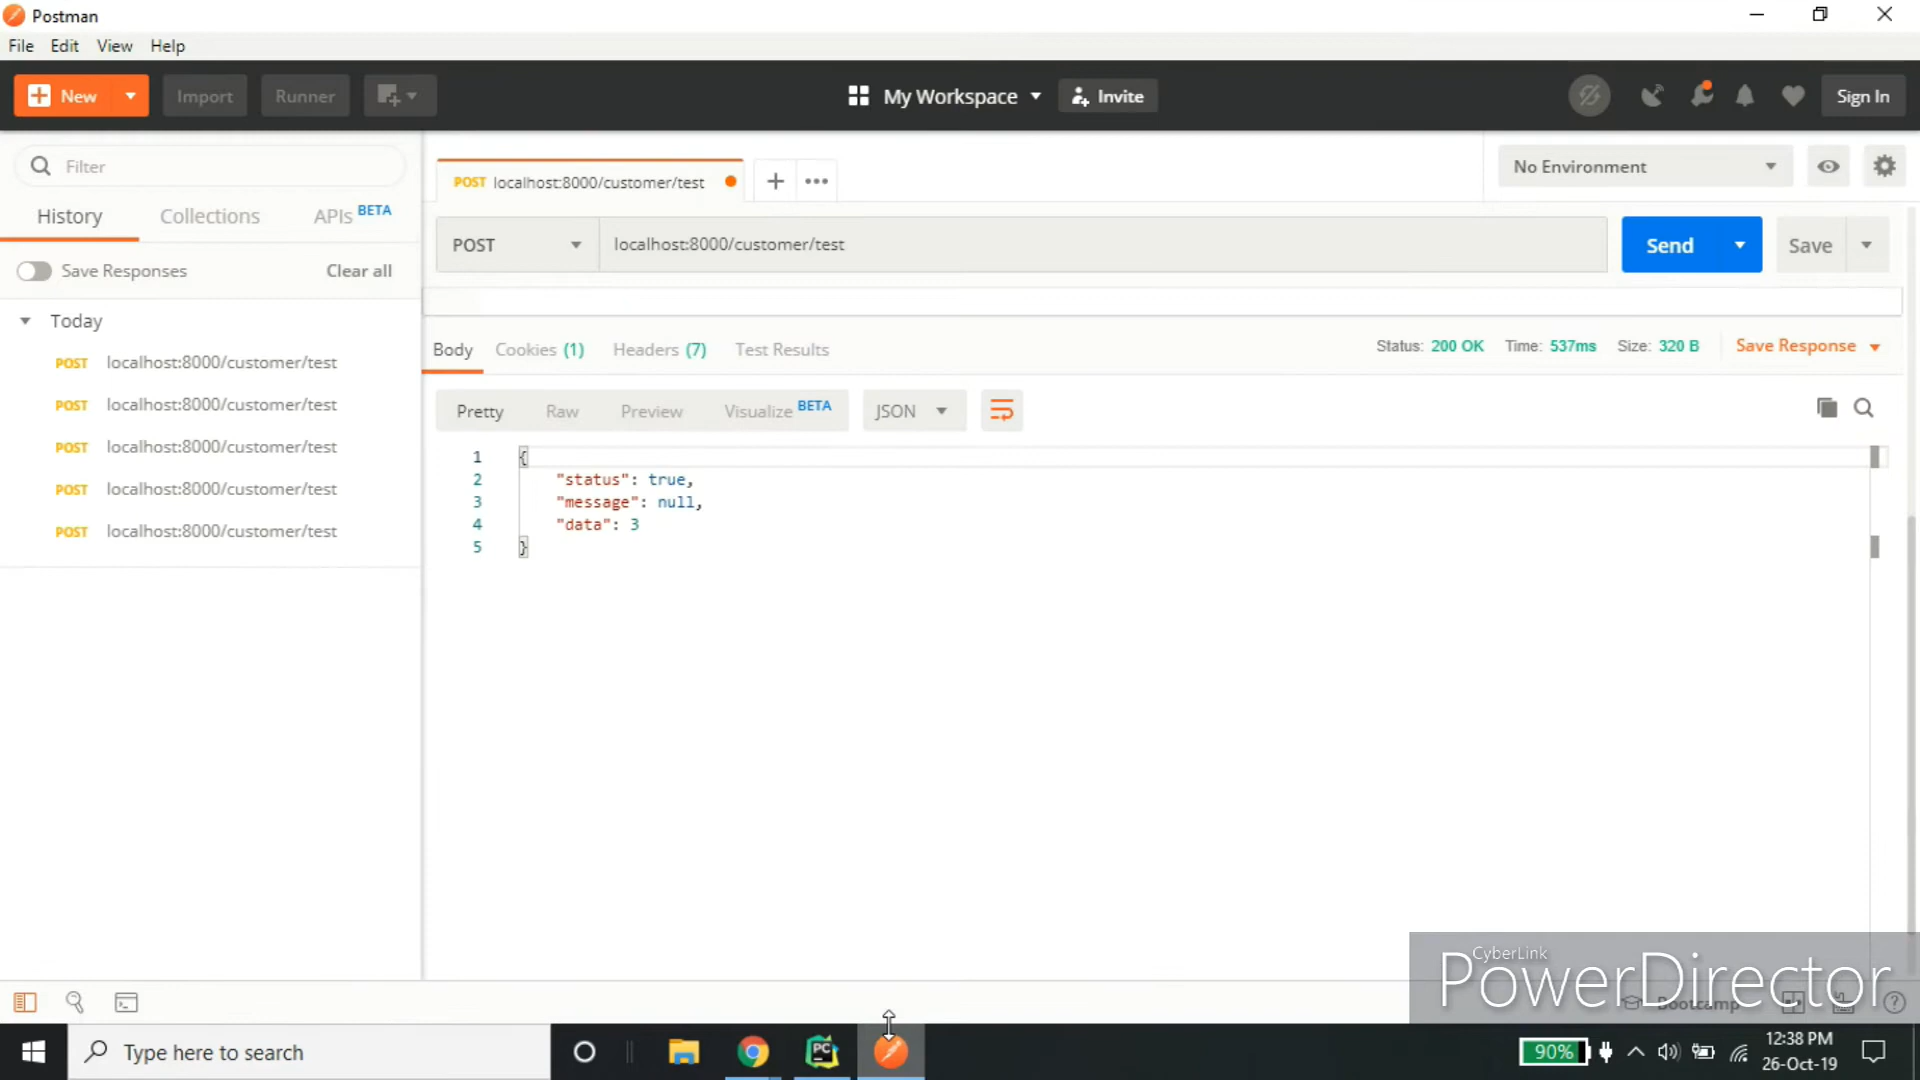 Postman
File Edit View Help
New Import Runner My Workspace Invite Sign In
Filter
POST localhost:8000/customer/test
No Environment
History Collections APIs BETA
POST localhost:8000/customer/test Send Save
Save Responses Clear all
Today
POST localhost:8000/customer/test
POST localhost:8000/customer/test
POST localhost:8000/customer/test
POST localhost:8000/customer/test
POST localhost:8000/customer/test
Body Cookies (1) Headers (7) Test Results Status: 200 OK Time: 537ms Size: 320 B Save Response
Pretty Raw Preview Visualize BETA JSON
1 {
2 "status": true,
3 "message": null,
4 "data": 3
5 }
CyberLink
PowerDirector
Bootcamp
Type here to search
PC
90%
12:38 PM
26-Oct-19